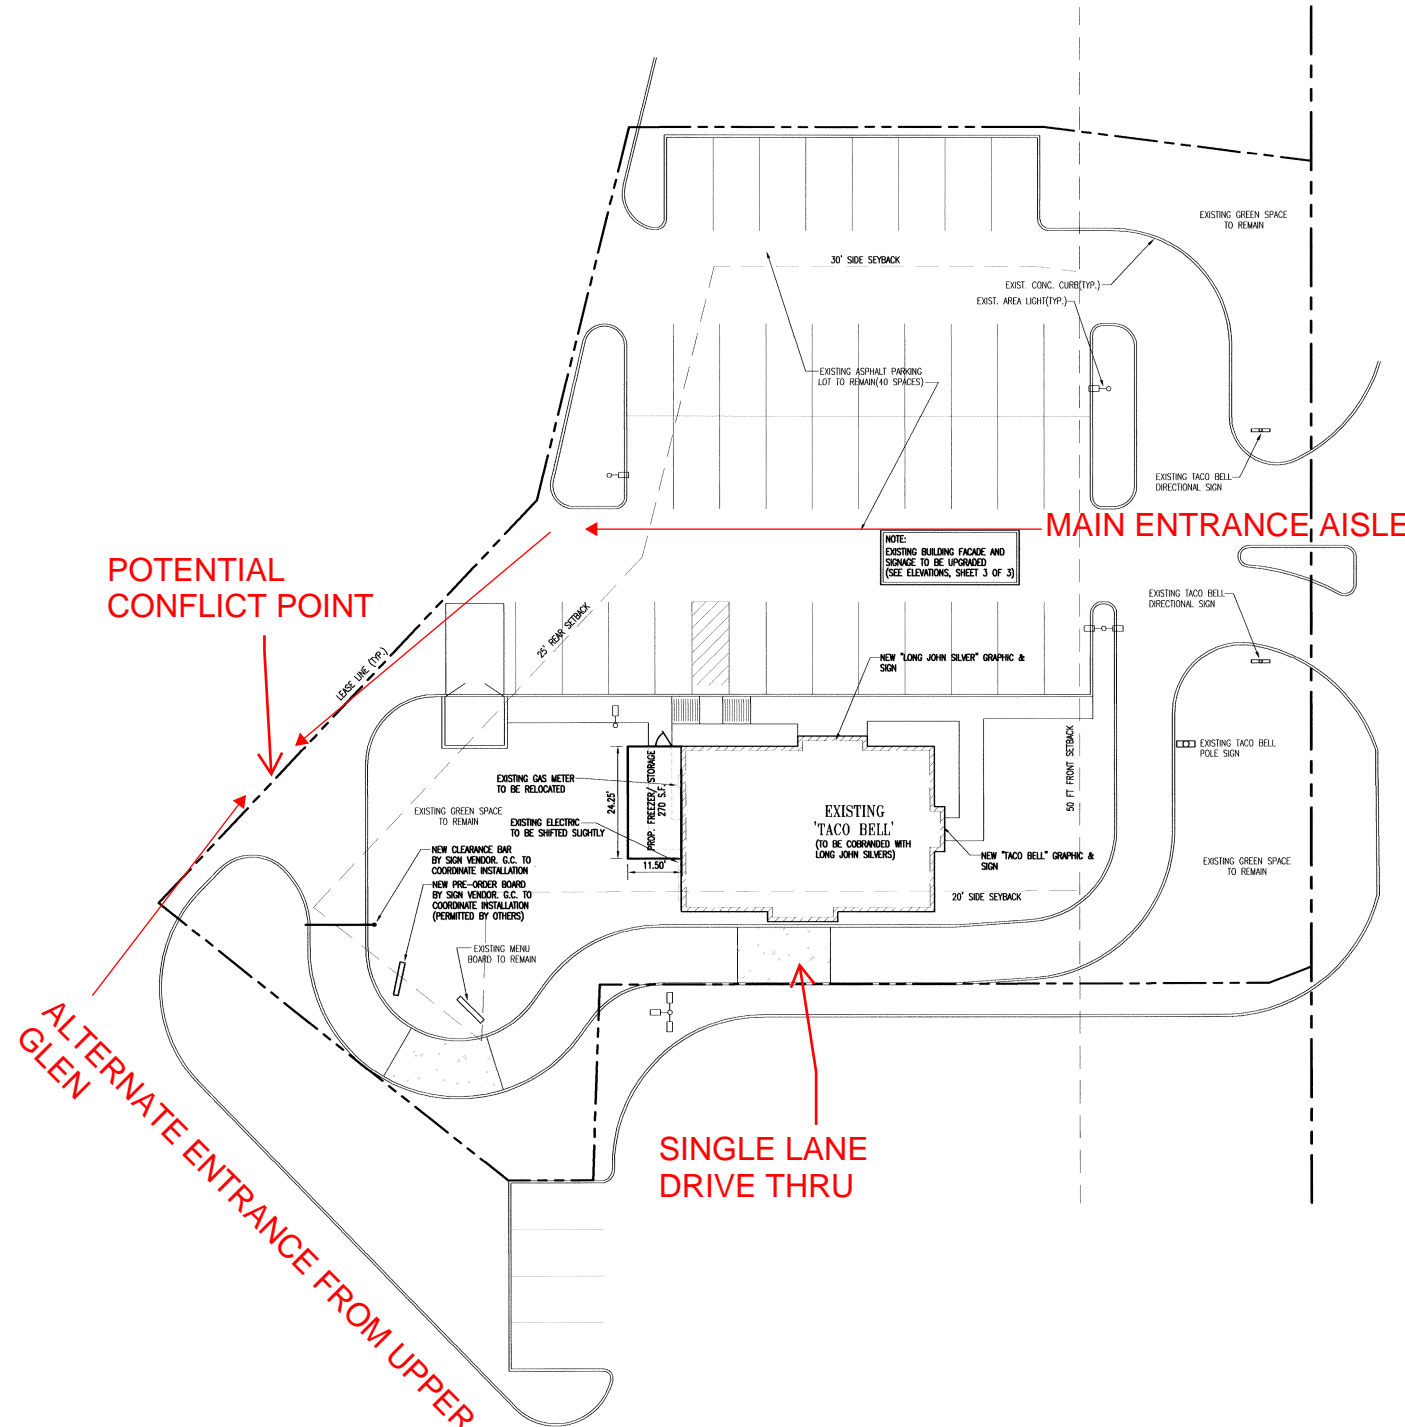 EXISTING GREEN SPACE
TO REMAIN
30' SIDE SEYBACK
EXIST. CONC. CURB(TYP.)
EXIST. AREA LIGHT(TYP.)
EXISTING ASPHALT PARKING
LOT TO REMAIN(40 SPACES)
EXISTING TACO BELL
DIRECTIONAL SIGN
MAIN ENTRANCE AISLE
NOTE:
EXISTING BUILDING FACADE AND
SIGNAGE TO BE UPGRADED
(SEE ELEVATIONS, SHEET 3 OF 3)
POTENTIAL
CONFLICT POINT
EXISTING TACO BELL
DIRECTIONAL SIGN
25' REAR SETBACK
LEASE LINE (TYP.)
NEW "LONG JOHN SILVER" GRAPHIC &
SIGN
EXISTING TACO BELL
POLE SIGN
50 FT FRONT SETBACK
EXISTING GAS METER
TO BE RELOCATED
24.25'
PROP. FREEZER/ STORAGE
270 S.F.
EXISTING GREEN SPACE
TO REMAIN
EXISTING ELECTRIC
TO BE SHIFTED SLIGHTLY
EXISTING
'TACO BELL'
(TO BE COBRANDED WITH
LONG JOHN SILVERS)
NEW CLEARANCE BAR
BY SIGN VENDOR. G.C. TO
COORDINATE INSTALLATION
11.50'
NEW "TACO BELL" GRAPHIC &
SIGN
EXISTING GREEN SPACE
TO REMAIN
NEW PRE-ORDER BOARD
BY SIGN VENDOR. G.C. TO
COORDINATE INSTALLATION
(PERMITTED BY OTHERS)
20' SIDE SEYBACK
EXISTING MENU
BOARD TO REMAIN
ALTERNATE ENTRANCE FROM UPPER
GLEN
SINGLE LANE
DRIVE THRU